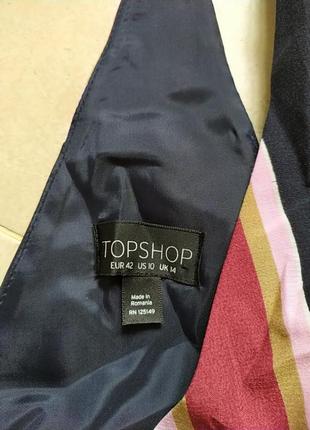 TOPSHOP
EUR 42 US 10 UK 14
Made in
Romania
RN 125149